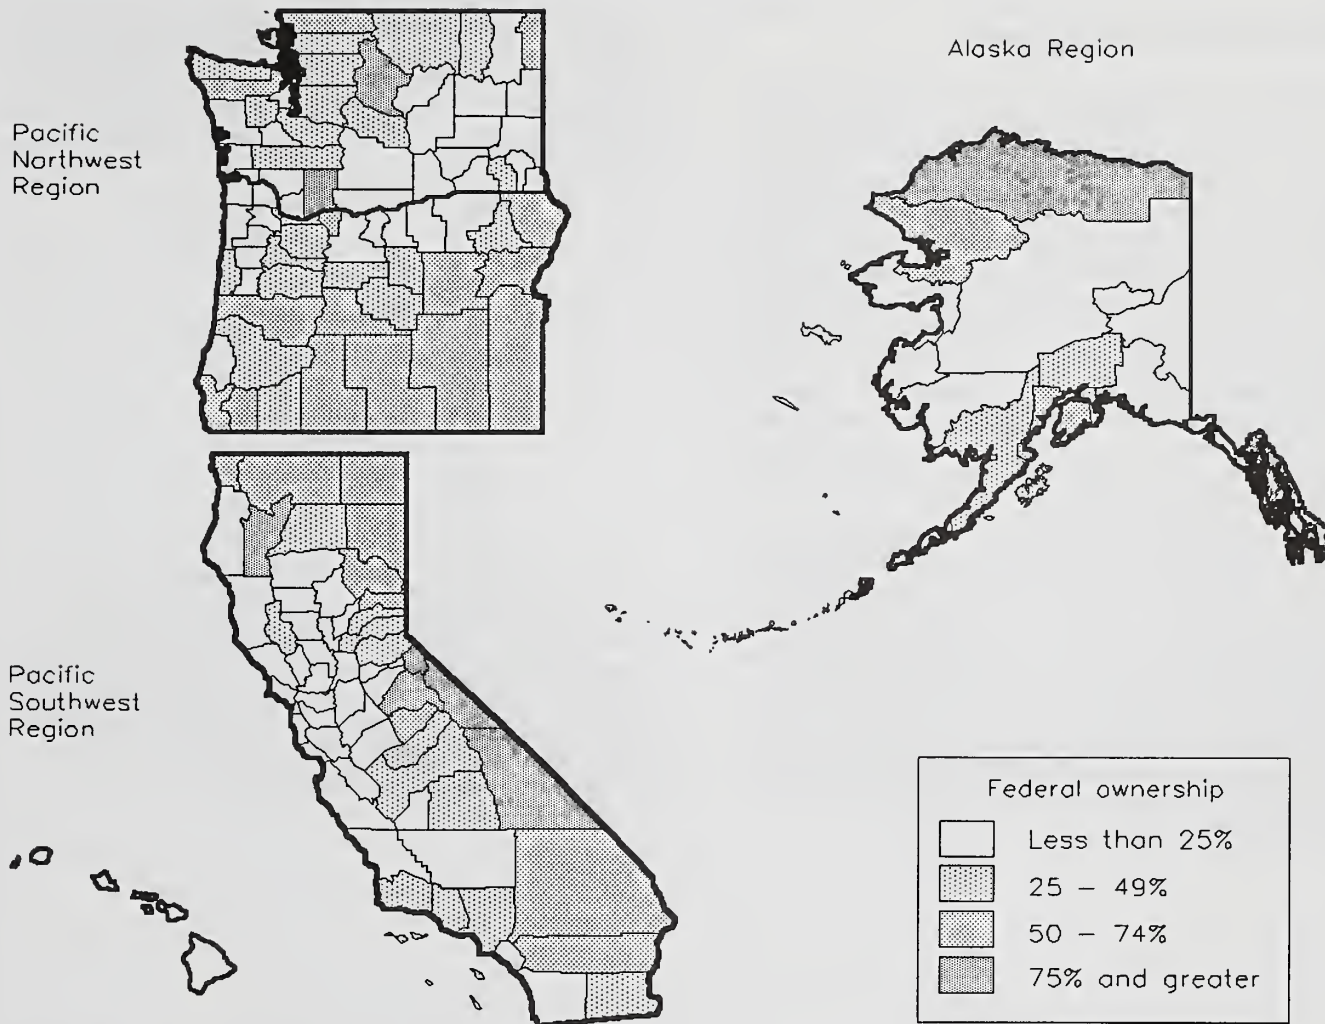 Alaska Region
Pacific
Northwest
Region
Pacific
Southwest
Region
Federal ownership
Less than 25%
25 – 49%
50 – 74%
75% and greater